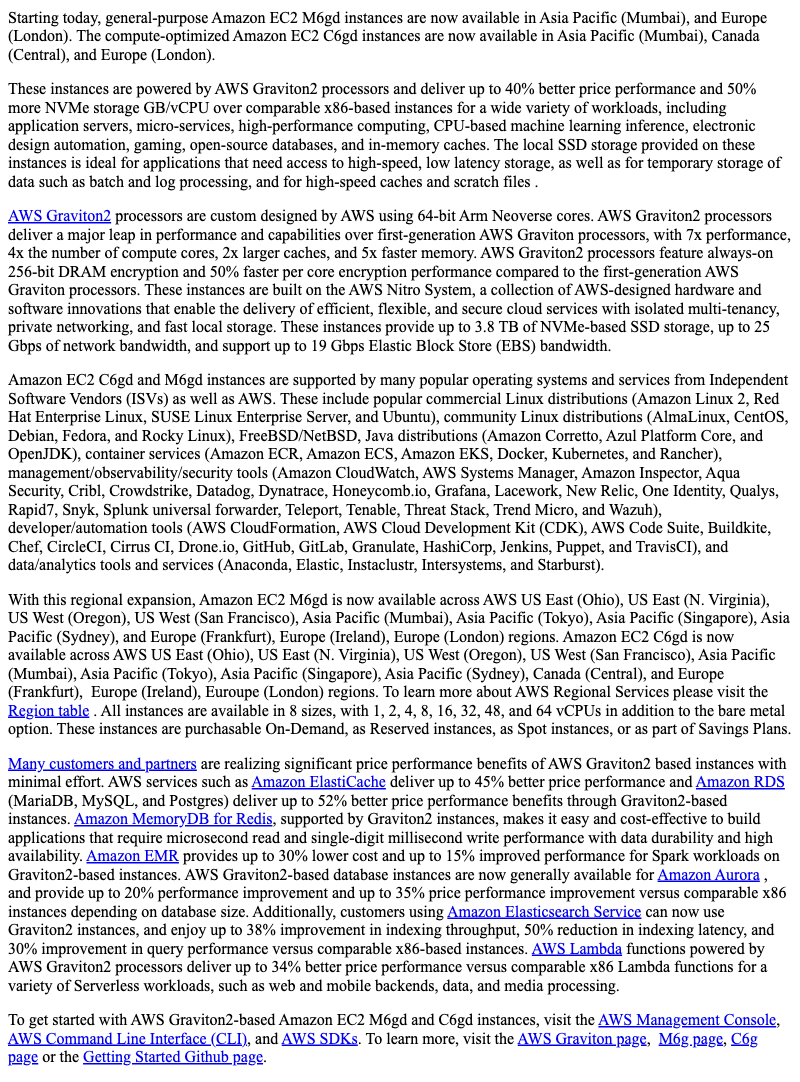 Starting today, general-purpose Amazon EC2 M6gd instances are now available in Asia Pacific (Mumbai), and Europe
(London). The compute-optimized Amazon EC2 C6gd instances are now available in Asia Pacific (Mumbai), Canada
(Central), and Europe (London).
These instances are powered by AWS Graviton2 processors and deliver up to 40% better price performance and 50%
more NVMe storage GB/vCPU over comparable x86-based instances for a wide variety of workloads, including
application servers, micro-services, high-performance computing, CPU-based machine learning inference, electronic
design automation, gaming, open-source databases, and in-memory caches. The local SSD storage provided on these
instances is ideal for applications that need access to high-speed, low latency storage, as well as for temporary storage of
data such as batch and log processing, and for high-speed caches and scratch files .
AWS Graviton2 processors are custom designed by AWS using 64-bit Arm Neoverse cores. AWS Graviton2 processors
deliver a major leap in performance and capabilities over first-generation AWS Graviton processors, with 7x performance,
4x the number of compute cores, 2x larger caches, and 5x faster memory. AWS Graviton2 processors feature always-on
256-bit DRAM encryption and 50% faster per core encryption performance compared to the first-generation AWS
Graviton processors. These instances are built on the AWS Nitro System, a collection of AWS-designed hardware and
software innovations that enable the delivery of efficient, flexible, and secure cloud services with isolated multi-tenancy,
private networking, and fast local storage. These instances provide up to 3.8 TB of NVMe-based SSD storage, up to 25
Gbps of network bandwidth, and support up to 19 Gbps Elastic Block Store (EBS) bandwidth.
Amazon EC2 C6gd and M6gd instances are supported by many popular operating systems and services from Independent
Software Vendors (ISVs) as well as AWS. These include popular commercial Linux distributions (Amazon Linux 2, Red
Hat Enterprise Linux, SUSE Linux Enterprise Server, and Ubuntu), community Linux distributions (AlmaLinux, CentOS,
Debian, Fedora, and Rocky Linux), FreeBSD/NetBSD, Java distributions (Amazon Corretto, Azul Platform Core, and
OpenJDK), container services (Amazon ECR, Amazon ECS, Amazon EKS, Docker, Kubernetes, and Rancher),
management/observability/security tools (Amazon CloudWatch, AWS Systems Manager, Amazon Inspector, Aqua
Security, Cribl, Crowdstrike, Datadog, Dynatrace, Honeycomb.io, Grafana, Lacework, New Relic, One Identity, Qualys,
Rapid7, Snyk, Splunk universal forwarder, Teleport, Tenable, Threat Stack, Trend Micro, and Wazuh),
developer/automation tools (AWS CloudFormation, AWS Cloud Development Kit (CDK), AWS Code Suite, Buildkite,
Chef, CircleCI, Cirrus CI, Drone.io, GitHub, GitLab, Granulate, HashiCorp, Jenkins, Puppet, and TravisCI), and
data/analytics tools and services (Anaconda, Elastic, Instaclustr, Intersystems, and Starburst).
With this regional expansion, Amazon EC2 M6gd is now available across AWS US East (Ohio), US East (N. Virginia),
US West (Oregon), US West (San Francisco), Asia Pacific (Mumbai), Asia Pacific (Tokyo), Asia Pacific (Singapore), Asia
Pacific (Sydney), and Europe (Frankfurt), Europe (Ireland), Europe (London) regions. Amazon EC2 C6gd is now
available across AWS US East (Ohio), US East (N. Virginia), US West (Oregon), US West (San Francisco), Asia Pacific
(Mumbai), Asia Pacific (Tokyo), Asia Pacific (Singapore), Asia Pacific (Sydney), Canada (Central), and Europe
(Frankfurt),  Europe (Ireland), Euroupe (London) regions. To learn more about AWS Regional Services please visit the
Region table . All instances are available in 8 sizes, with 1, 2, 4, 8, 16, 32, 48, and 64 vCPUs in addition to the bare metal
option. These instances are purchasable On-Demand, as Reserved instances, as Spot instances, or as part of Savings Plans.
Many customers and partners are realizing significant price performance benefits of AWS Graviton2 based instances with
minimal effort. AWS services such as Amazon ElastiCache deliver up to 45% better price performance and Amazon RDS
(MariaDB, MySQL, and Postgres) deliver up to 52% better price performance benefits through Graviton2-based
instances. Amazon MemoryDB for Redis, supported by Graviton2 instances, makes it easy and cost-effective to build
applications that require microsecond read and single-digit millisecond write performance with data durability and high
availability. Amazon EMR provides up to 30% lower cost and up to 15% improved performance for Spark workloads on
Graviton2-based instances. AWS Graviton2-based database instances are now generally available for Amazon Aurora ,
and provide up to 20% performance improvement and up to 35% price performance improvement versus comparable x86
instances depending on database size. Additionally, customers using Amazon Elasticsearch Service can now use
Graviton2 instances, and enjoy up to 38% improvement in indexing throughput, 50% reduction in indexing latency, and
30% improvement in query performance versus comparable x86-based instances. AWS Lambda functions powered by
AWS Graviton2 processors deliver up to 34% better price performance versus comparable x86 Lambda functions for a
variety of Serverless workloads, such as web and mobile backends, data, and media processing.
To get started with AWS Graviton2-based Amazon EC2 M6gd and C6gd instances, visit the AWS Management Console,
AWS Command Line Interface (CLI), and AWS SDKs. To learn more, visit the AWS Graviton page,  M6g page, C6g
page or the Getting Started Github page.